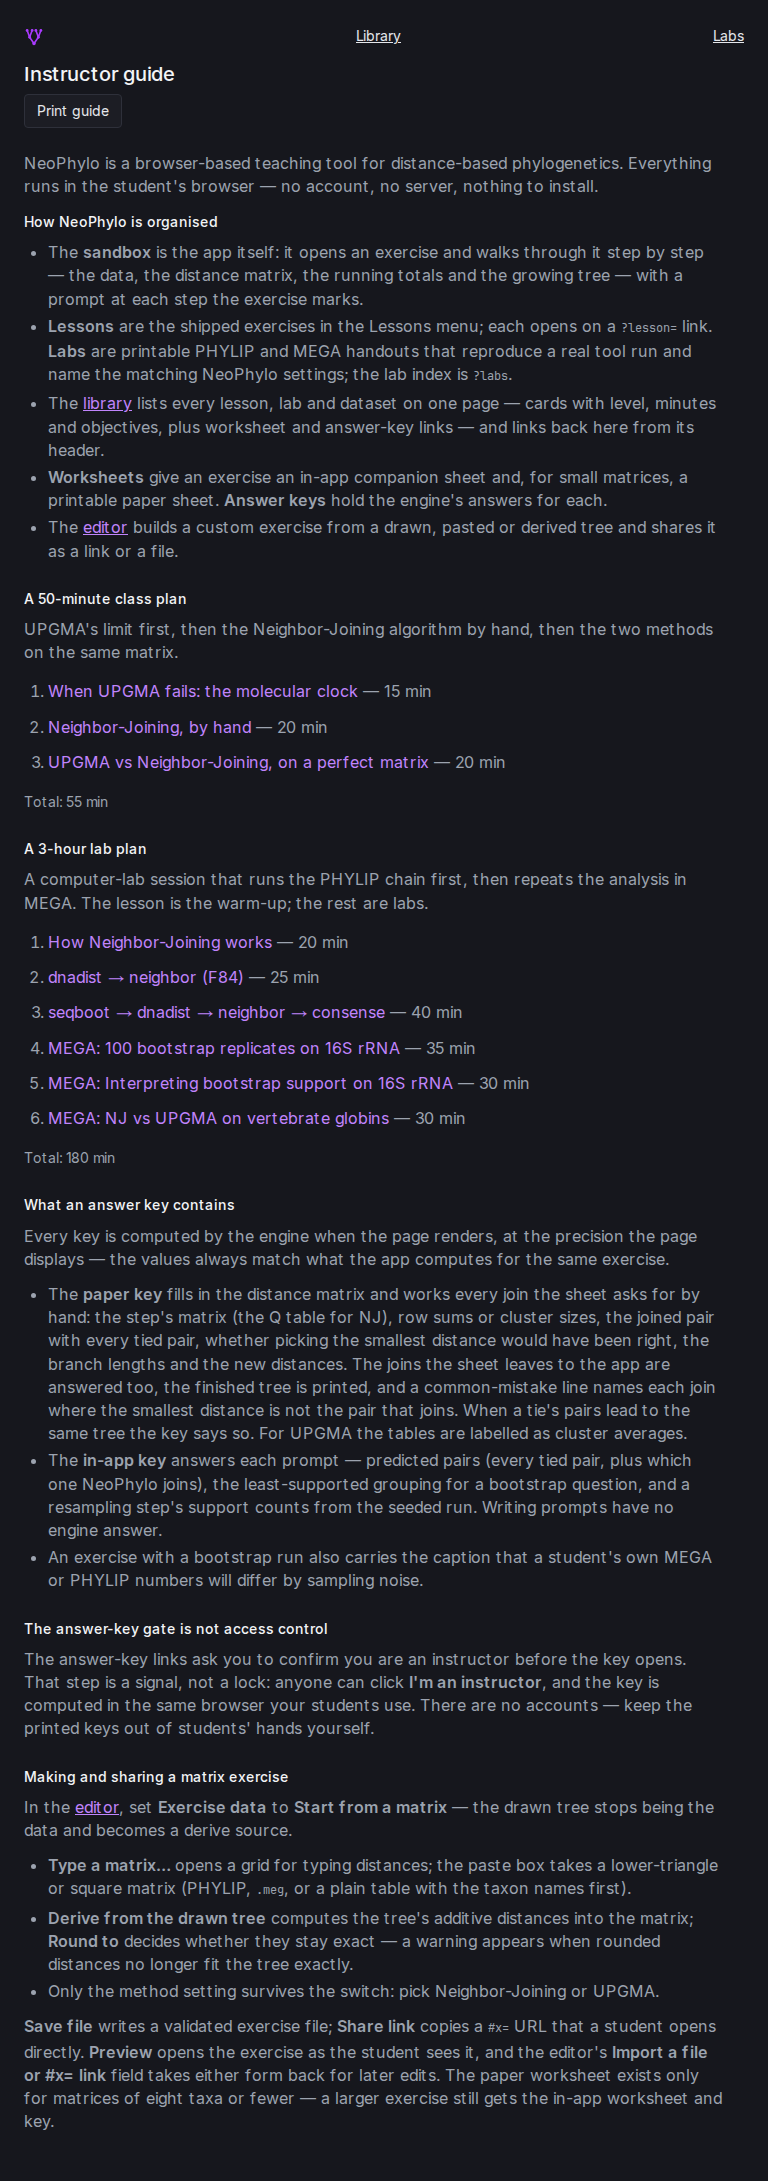 Library
Labs
Instructor guide
Print guide
NeoPhylo is a browser-based teaching tool for distance-based phylogenetics. Everything
runs in the student's browser — no account, no server, nothing to install.
How NeoPhylo is organised
• The sandbox is the app itself: it opens an exercise and walks through it step by step
— the data, the distance matrix, the running totals and the growing tree — with a
prompt at each step the exercise marks.
• Lessons are the shipped exercises in the Lessons menu; each opens on a ?lesson= link.
Labs are printable PHYLIP and MEGA handouts that reproduce a real tool run and
name the matching NeoPhylo settings; the lab index is ?labs.
• The library lists every lesson, lab and dataset on one page — cards with level, minutes
and objectives, plus worksheet and answer-key links — and links back here from its
header.
• Worksheets give an exercise an in-app companion sheet and, for small matrices, a
printable paper sheet. Answer keys hold the engine's answers for each.
• The editor builds a custom exercise from a drawn, pasted or derived tree and shares it
as a link or a file.
A 50-minute class plan
UPGMA's limit first, then the Neighbor-Joining algorithm by hand, then the two methods
on the same matrix.
1. When UPGMA fails: the molecular clock — 15 min
2. Neighbor-Joining, by hand — 20 min
3. UPGMA vs Neighbor-Joining, on a perfect matrix — 20 min
Total: 55 min
A 3-hour lab plan
A computer-lab session that runs the PHYLIP chain first, then repeats the analysis in
MEGA. The lesson is the warm-up; the rest are labs.
1. How Neighbor-Joining works — 20 min
2. dnadist → neighbor (F84) — 25 min
3. seqboot → dnadist → neighbor → consense — 40 min
4. MEGA: 100 bootstrap replicates on 16S rRNA — 35 min
5. MEGA: Interpreting bootstrap support on 16S rRNA — 30 min
6. MEGA: NJ vs UPGMA on vertebrate globins — 30 min
Total: 180 min
What an answer key contains
Every key is computed by the engine when the page renders, at the precision the page
displays — the values always match what the app computes for the same exercise.
• The paper key fills in the distance matrix and works every join the sheet asks for by
hand: the step's matrix (the Q table for NJ), row sums or cluster sizes, the joined pair
with every tied pair, whether picking the smallest distance would have been right, the
branch lengths and the new distances. The joins the sheet leaves to the app are
answered too, the finished tree is printed, and a common-mistake line names each join
where the smallest distance is not the pair that joins. When a tie's pairs lead to the
same tree the key says so. For UPGMA the tables are labelled as cluster averages.
• The in-app key answers each prompt — predicted pairs (every tied pair, plus which
one NeoPhylo joins), the least-supported grouping for a bootstrap question, and a
resampling step's support counts from the seeded run. Writing prompts have no
engine answer.
• An exercise with a bootstrap run also carries the caption that a student's own MEGA
or PHYLIP numbers will differ by sampling noise.
The answer-key gate is not access control
The answer-key links ask you to confirm you are an instructor before the key opens.
That step is a signal, not a lock: anyone can click I'm an instructor, and the key is
computed in the same browser your students use. There are no accounts — keep the
printed keys out of students' hands yourself.
Making and sharing a matrix exercise
In the editor, set Exercise data to Start from a matrix — the drawn tree stops being the
data and becomes a derive source.
• Type a matrix… opens a grid for typing distances; the paste box takes a lower-triangle
or square matrix (PHYLIP, .meg, or a plain table with the taxon names first).
• Derive from the drawn tree computes the tree's additive distances into the matrix;
Round to decides whether they stay exact — a warning appears when rounded
distances no longer fit the tree exactly.
• Only the method setting survives the switch: pick Neighbor-Joining or UPGMA.
Save file writes a validated exercise file; Share link copies a #x= URL that a student opens
directly. Preview opens the exercise as the student sees it, and the editor's Import a file
or #x= link field takes either form back for later edits. The paper worksheet exists only
for matrices of eight taxa or fewer — a larger exercise still gets the in-app worksheet and
key.